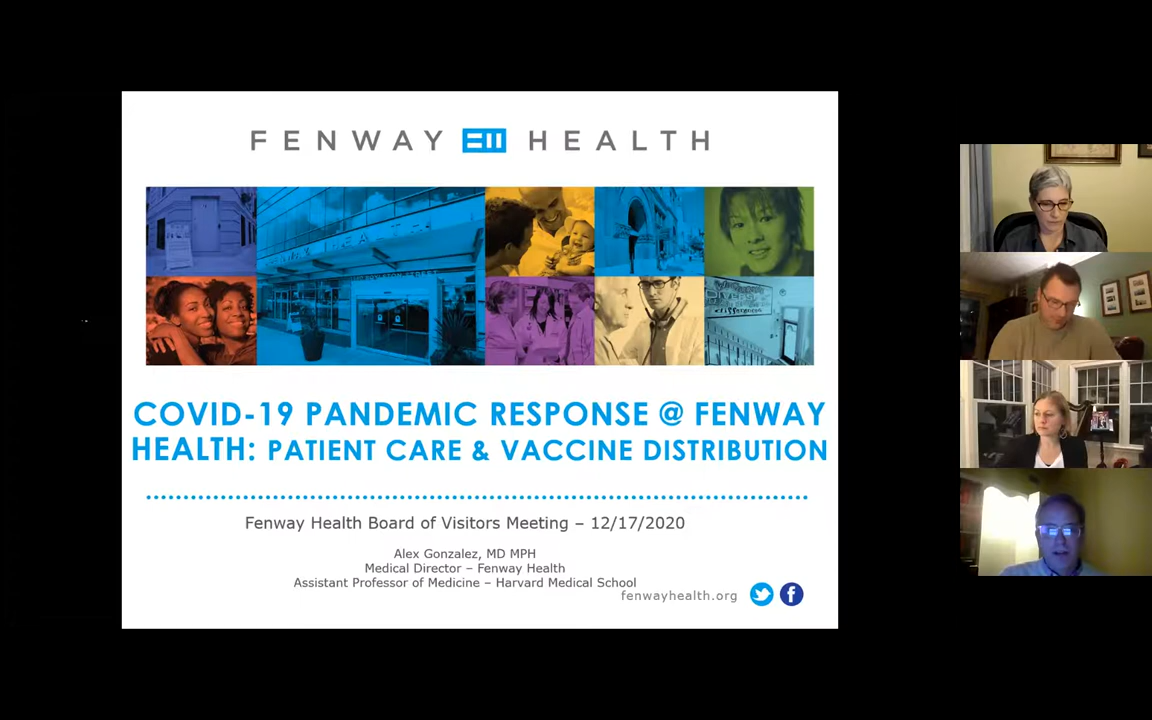 FENWAY HEALTH
COVID-19 PANDEMIC RESPONSE @ FENWAY
HEALTH: PATIENT CARE & VACCINE DISTRIBUTION
Fenway Health Board of Visitors Meeting – 12/17/2020
Alex Gonzalez, MD MPH
Medical Director – Fenway Health
Assistant Professor of Medicine – Harvard Medical School
fenwayhealth.org